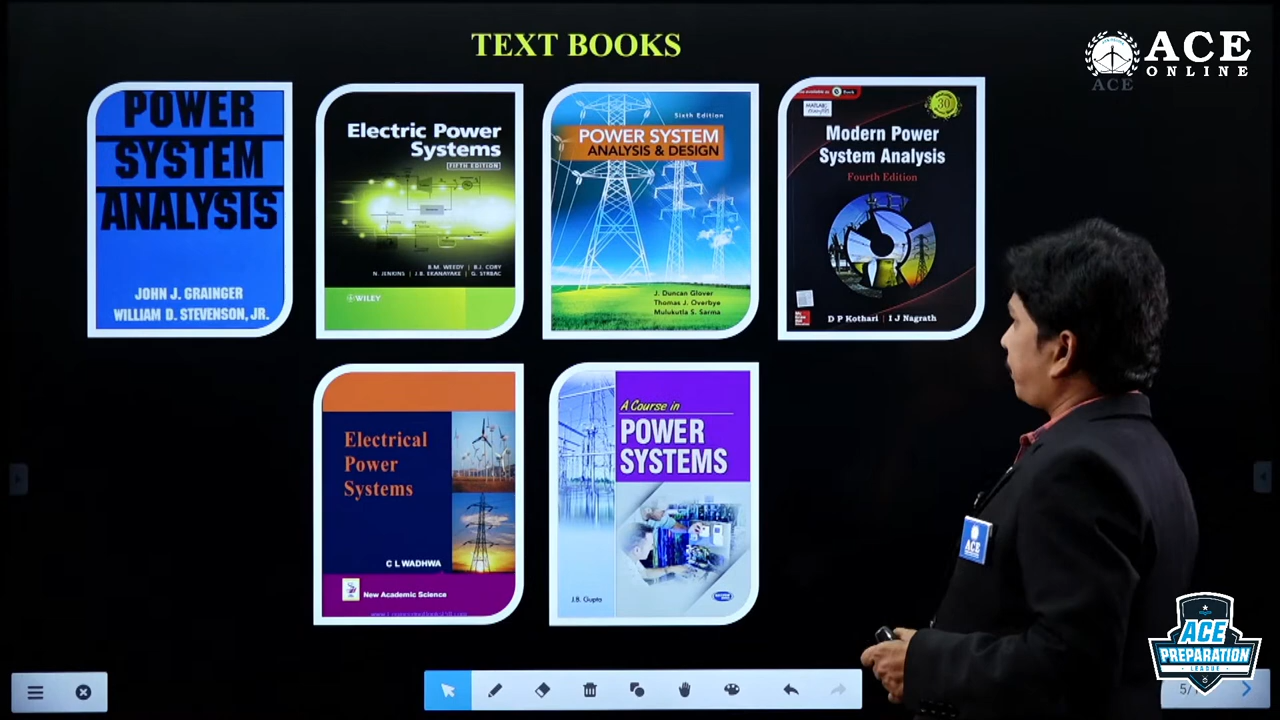 TEXT BOOKS
ACE
ONLINE
ACE
POWER
SYSTEM
ANALYSIS
JOHN J. GRAINGER
WILLIAM D. STEVENSON, JR.
Electric Power
Systems
FIFTH EDITION
B.M. WEEDY | B.J. CORY
N. JENKINS | J.B. EKANAYAKE | G. STRBAC
WILEY
Sixth Edition
POWER SYSTEM
ANALYSIS & DESIGN
J. Duncan Glover
Thomas J. Overbye
Mulukutla S. Sarma
30
MATLAB
Modern Power
System Analysis
Fourth Edition
D P Kothari | I J Nagrath
Electrical
Power
Systems
C L WADHWA
New Academic Science
A Course in
POWER
SYSTEMS
J.B. Gupta
ACE
ACE
PREPARATION
LEAGUE
5/